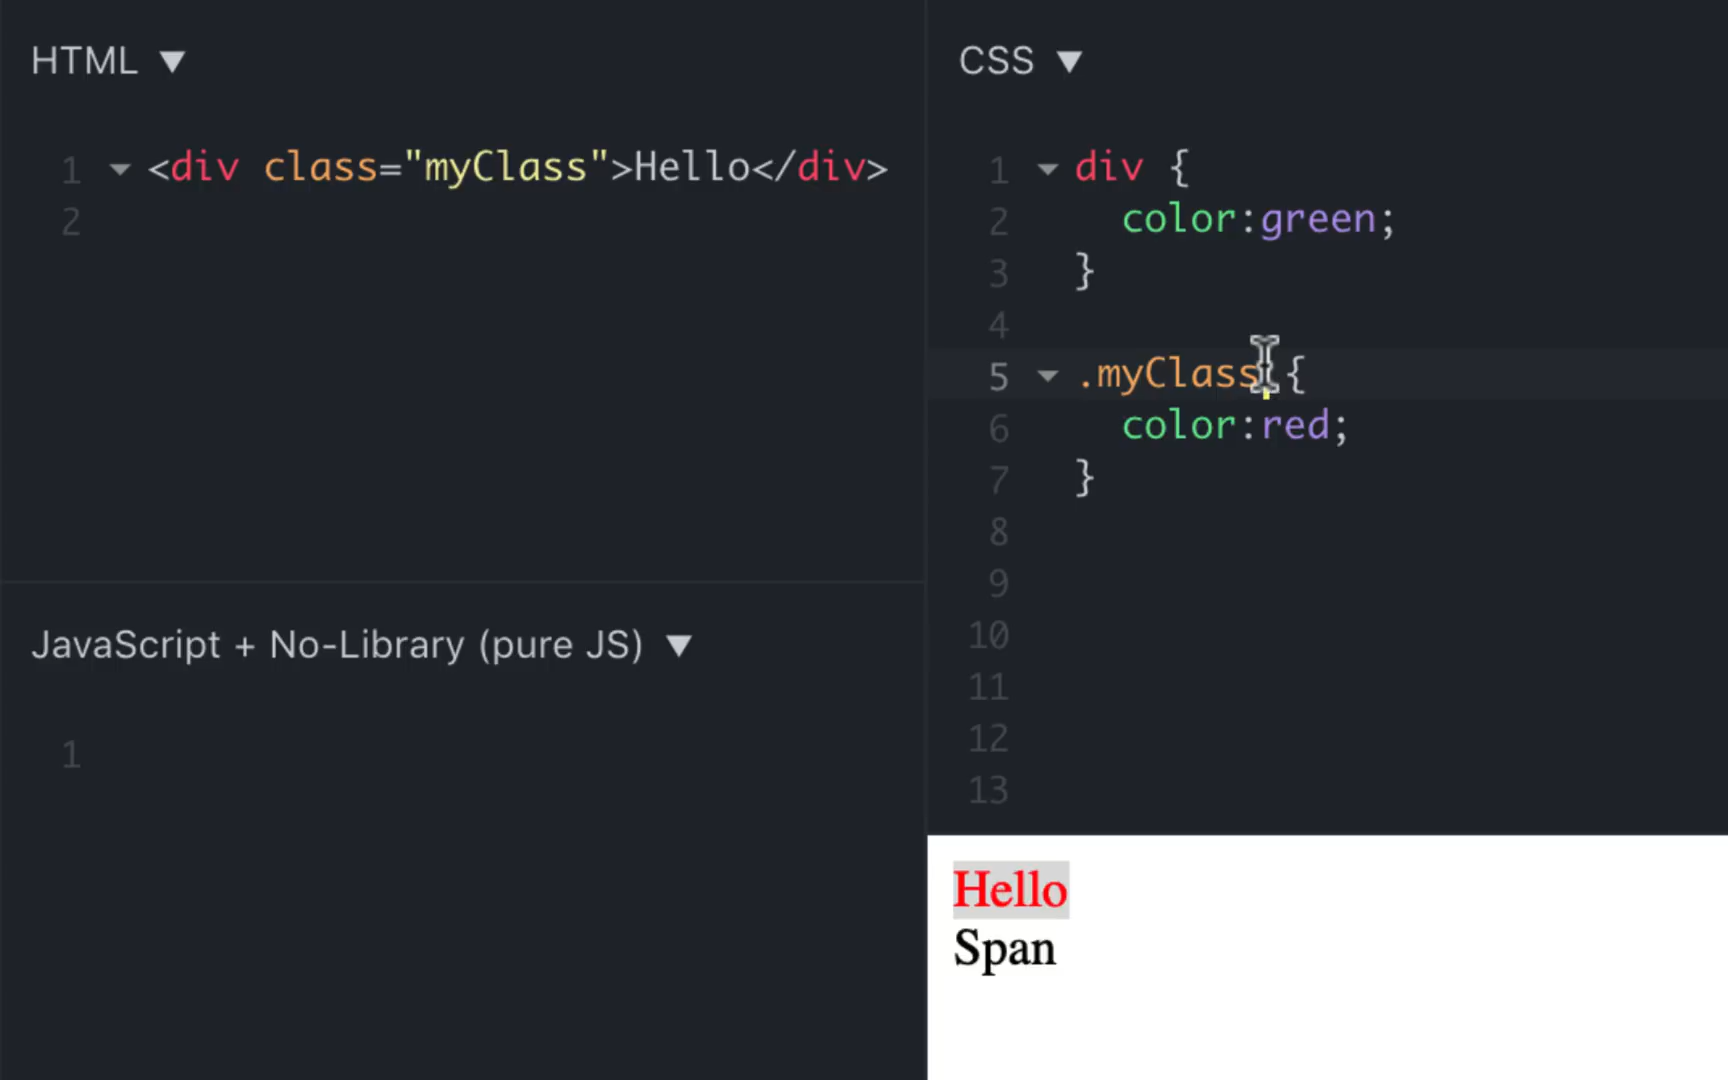 HTML ▼
1 ▾ <div class="myClass">Hello</div>
2
CSS ▼
1 ▾ div {
2 color:green;
3 }
4
5 ▾ .myClass {
6 color:red;
7 }
8
9
10
11
12
13
JavaScript + No-Library (pure JS) ▼
1
Hello
Span